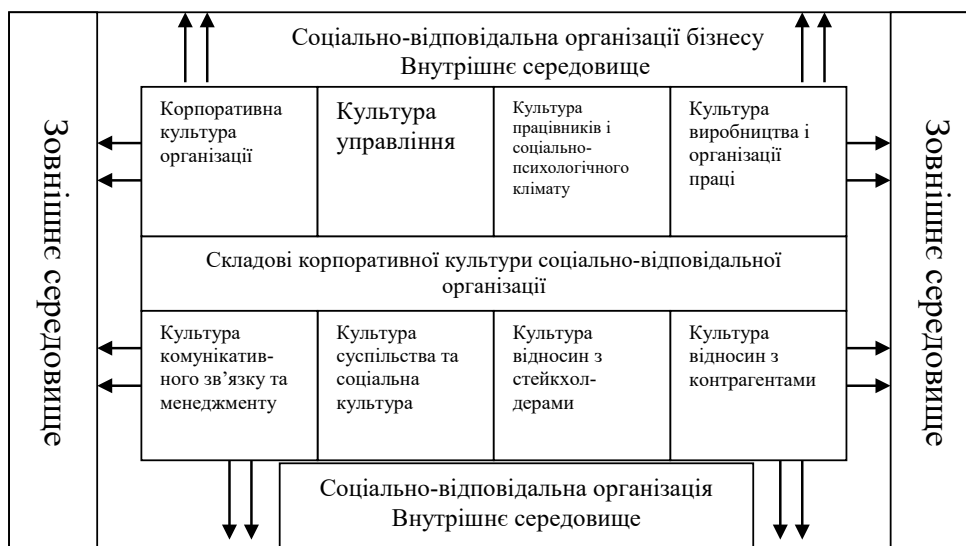 Соціально-відповідальна організації бізнесу
Внутрішнє середовище
Зовнішнє середовище
Корпоративна
культура
організації
Культура
управління
Культура
працівників і
соціально-
психологічного
клімату
Культура
виробництва і
організації
праці
Зовнішнє середовище
Складові корпоративної культури соціально-відповідальної
організації
Культура
комунікатив-
ного зв’язку та
менеджменту
Культура
суспільства та
соціальна
культура
Культура
відносин з
стейкхол-
дерами
Культура
відносин з
контрагентами
Соціально-відповідальна організація
Внутрішнє середовище